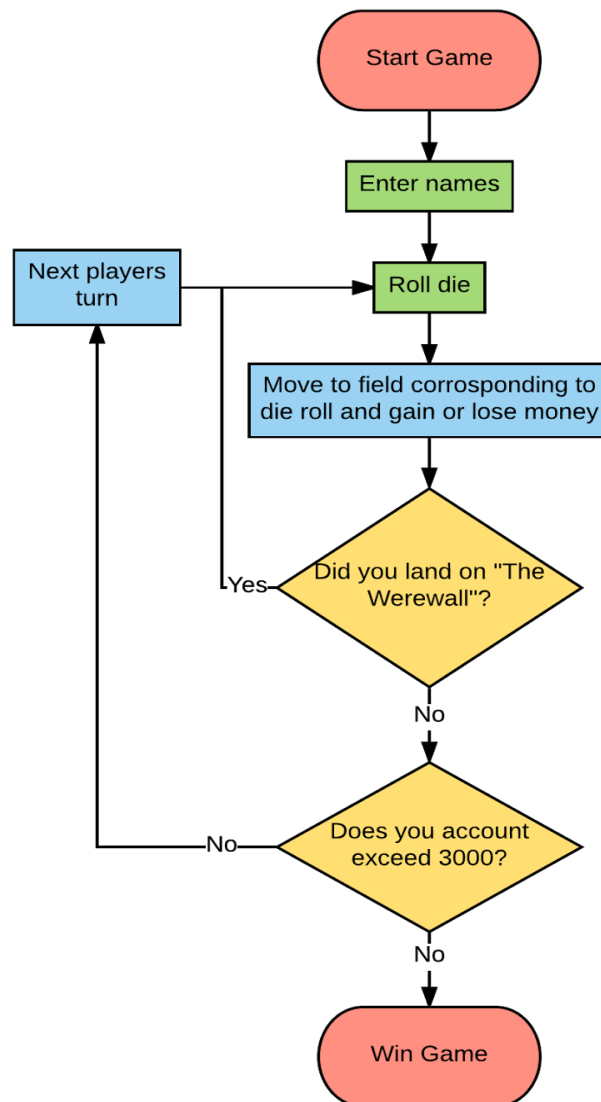 Start Game
Enter names
Next players
turn
Roll die
Move to field corrosponding to
die roll and gain or lose money
Did you land on "The
Werewall"?
Yes
No
Does you account
exceed 3000?
No
No
Win Game